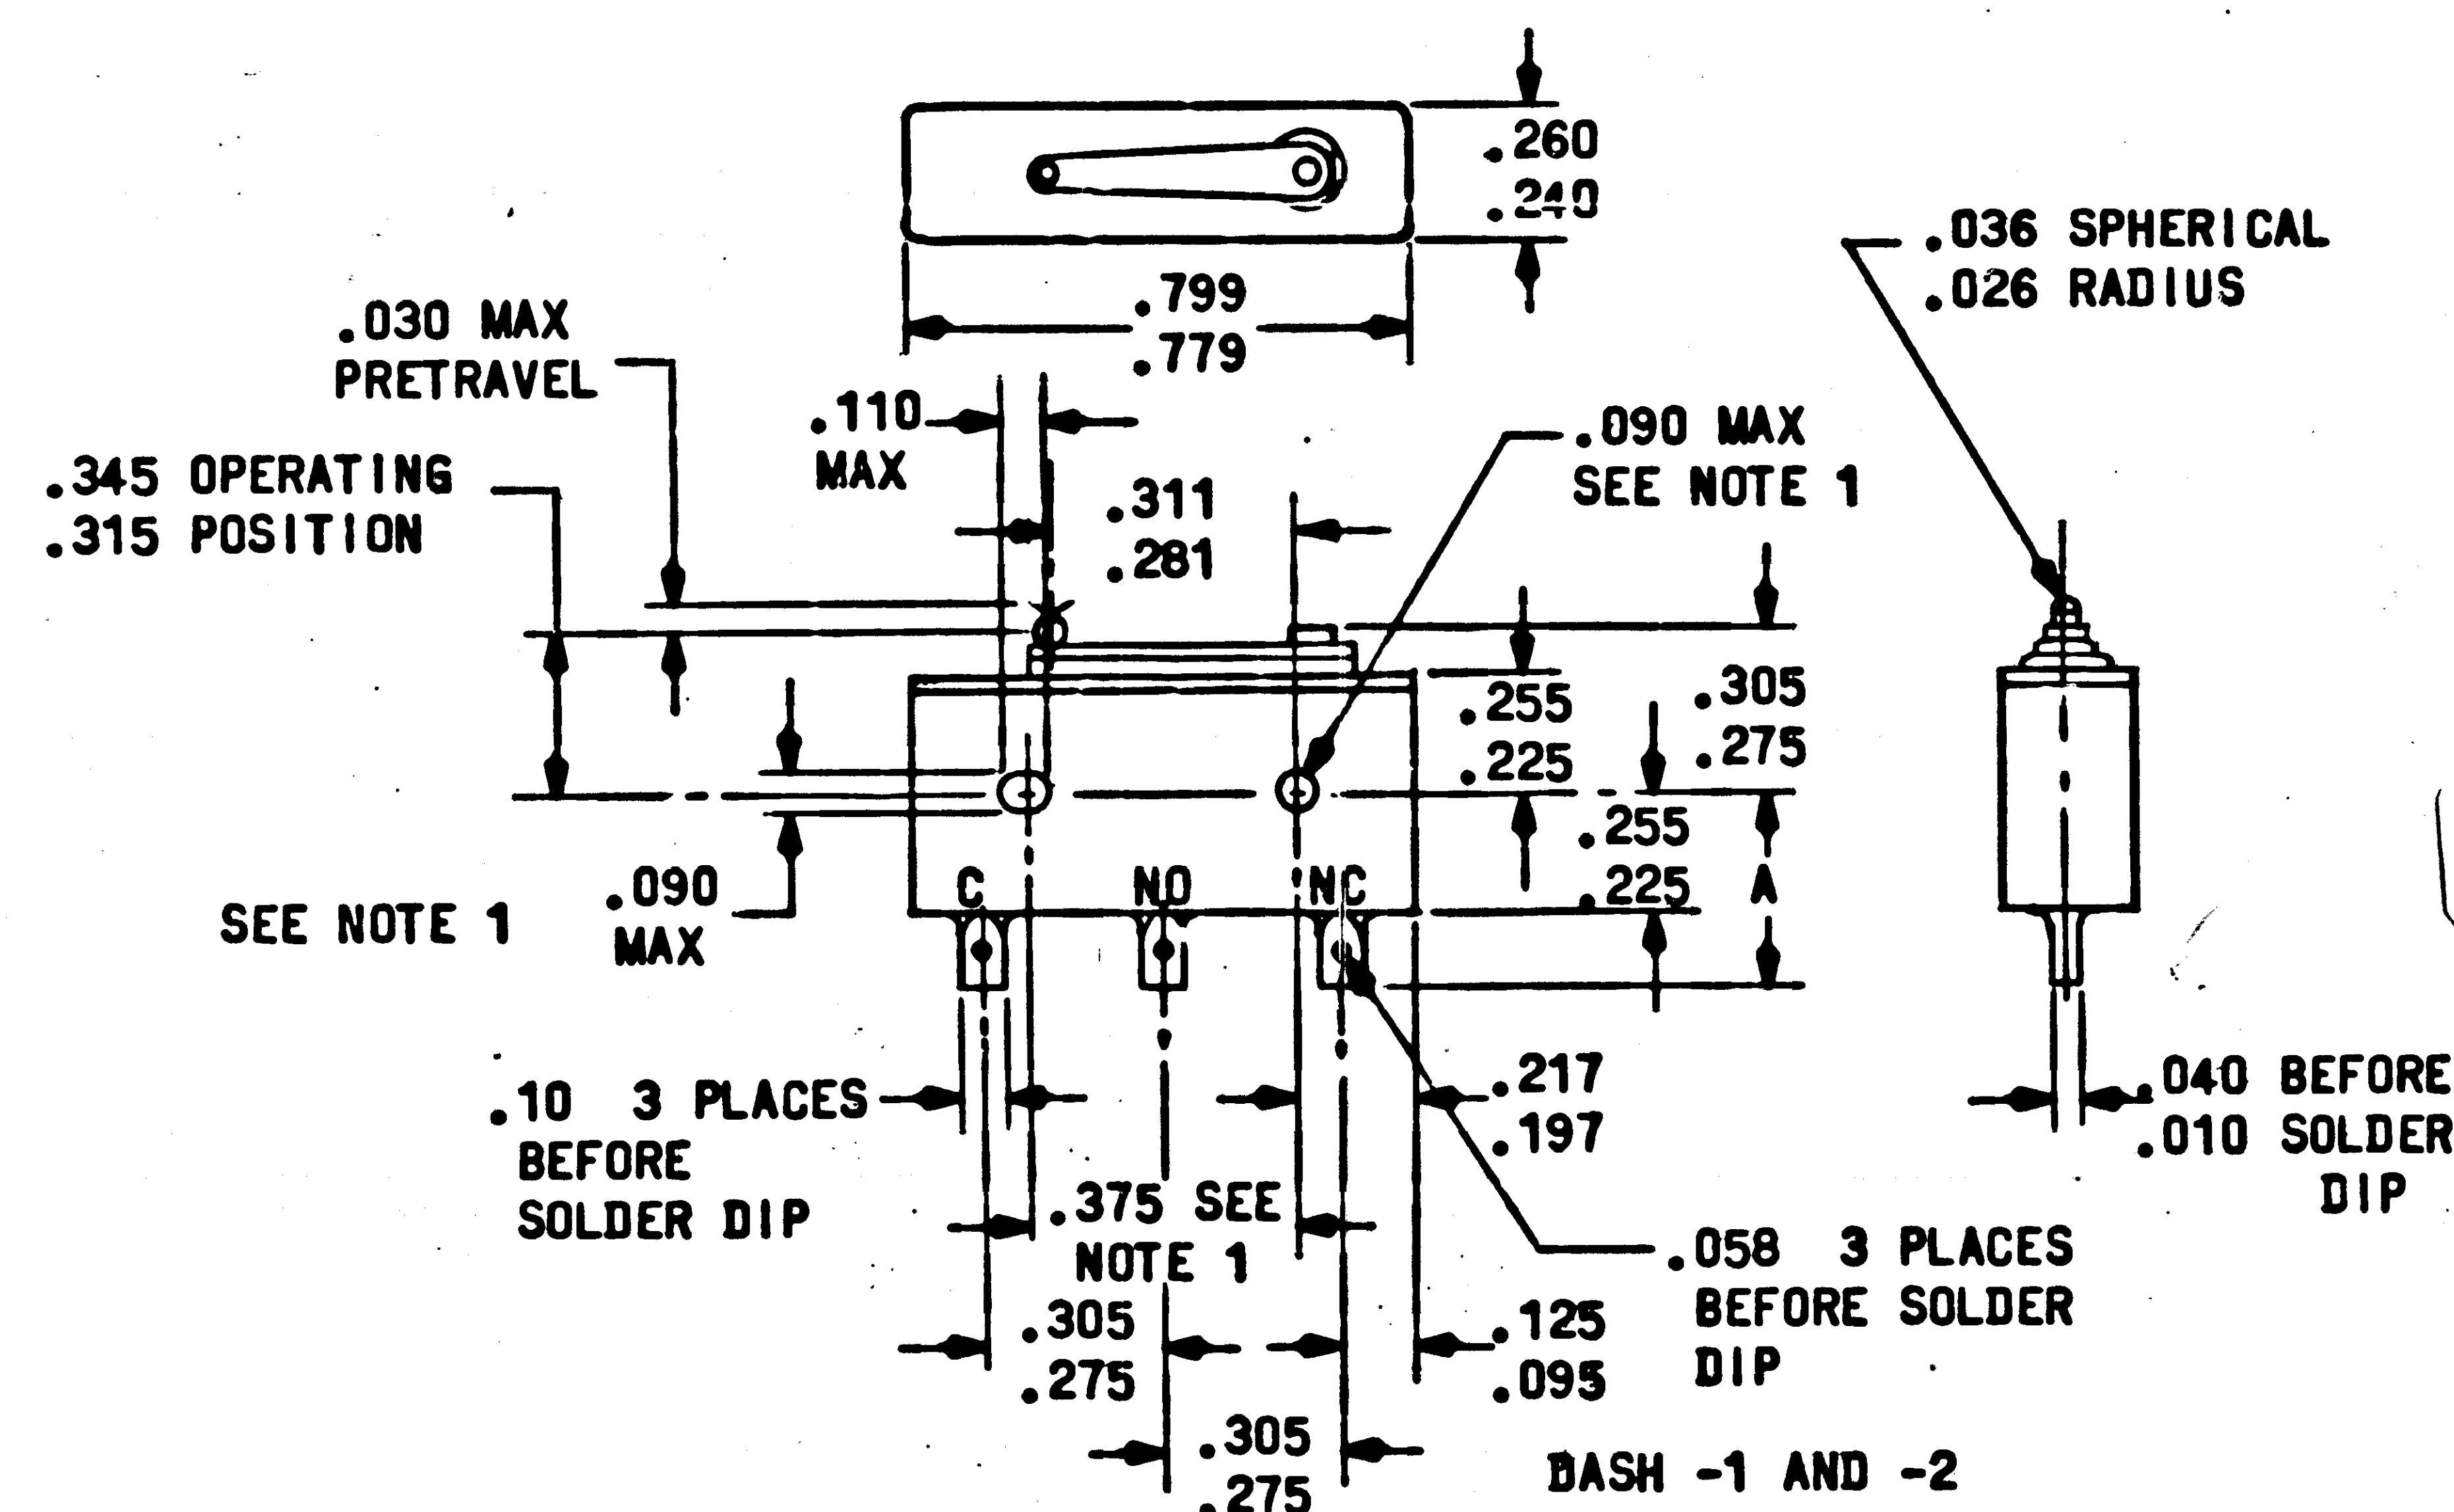 .260
.240
.036 SPHERICAL
.026 RADIUS
.799
.779
.030 MAX
PRETRAVEL
.110
MAX
.090 MAX
SEE NOTE 1
.345 OPERATING
.315 POSITION
.311
.281
.255
.225
.305
.275
.255
.225
A
C
NO
NC
SEE NOTE 1
.090
MAX
.10 3 PLACES
BEFORE
SOLDER DIP
.217
.197
.040 BEFORE
.010 SOLDER
DIP
.375 SEE
NOTE 1
.058 3 PLACES
BEFORE SOLDER
DIP
.305
.275
.125
.095
.305
.275
DASH -1 AND -2